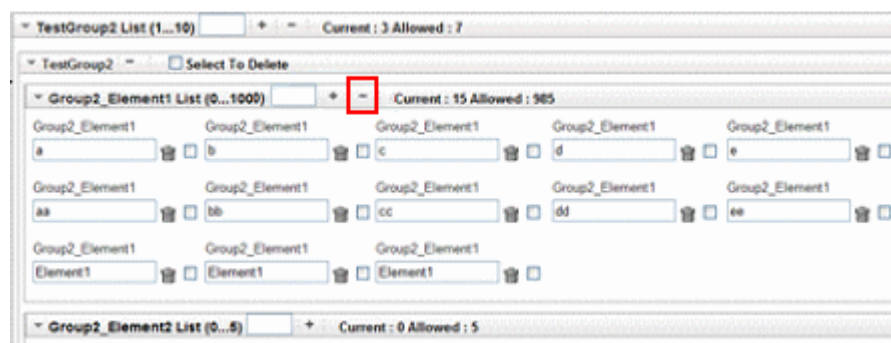 TestGroup2 List (1...10) + - Current : 3 Allowed : 7
TestGroup2 - Select To Delete
Group2_Element1 List (0...1000) + - Current : 15 Allowed : 985
Group2_Element1 Group2_Element1 Group2_Element1 Group2_Element1 Group2_Element1
a b c d e
Group2_Element1 Group2_Element1 Group2_Element1 Group2_Element1 Group2_Element1
aa bb cc dd ee
Group2_Element1 Group2_Element1 Group2_Element1
Element1 Element1 Element1
Group2_Element2 List (0...5) + Current : 0 Allowed : 5